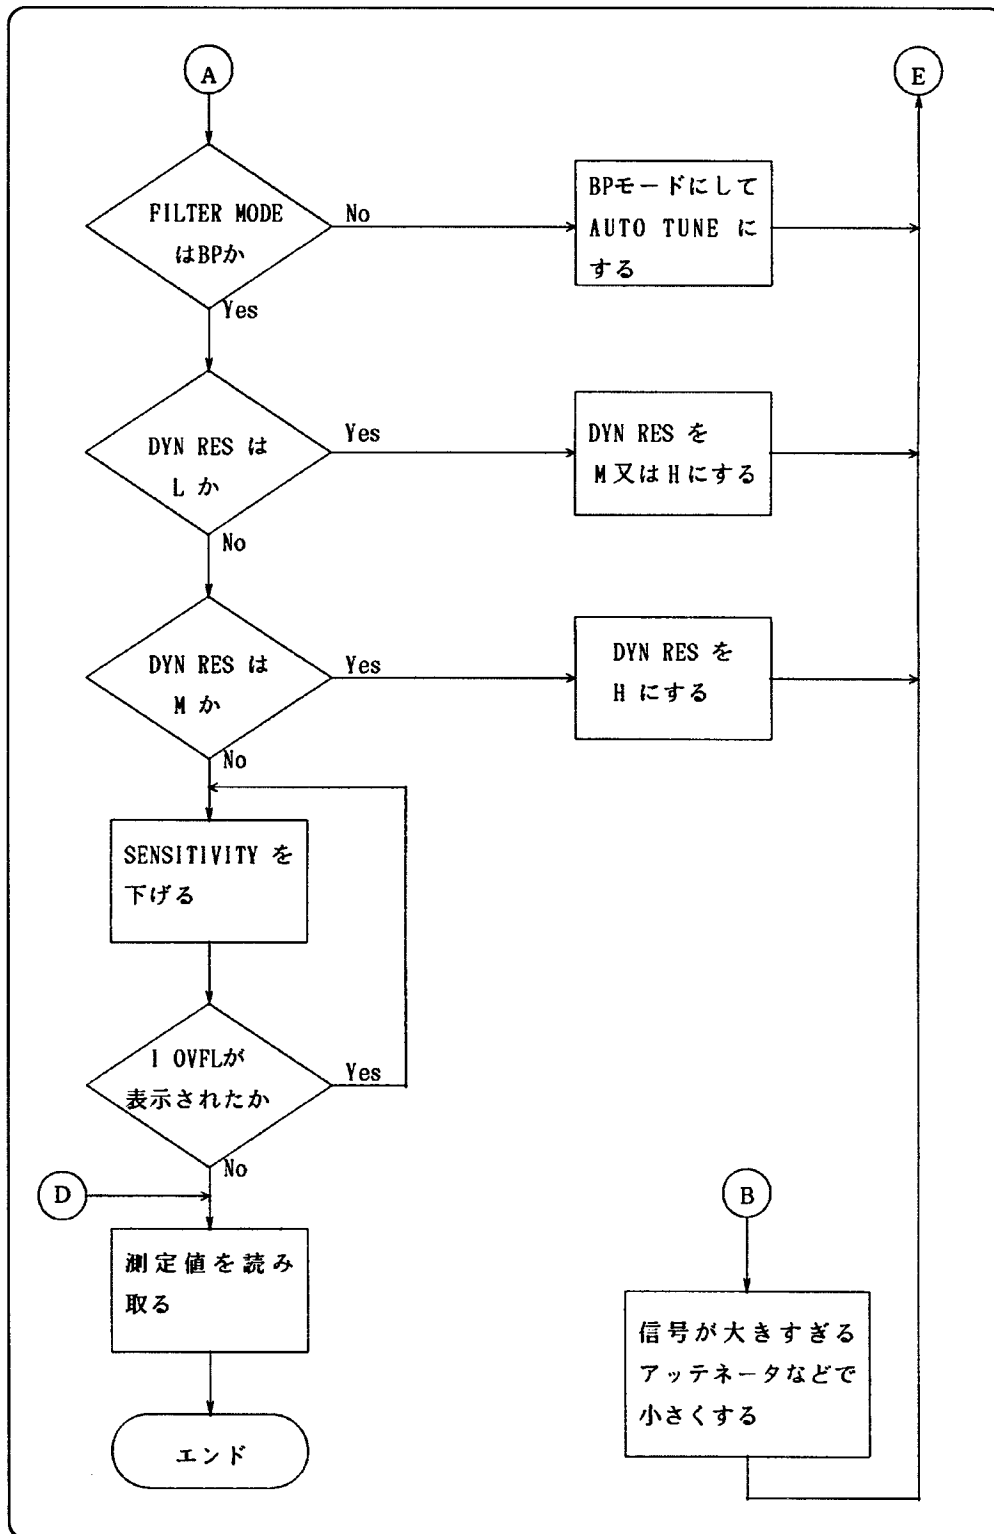 A
E
FILTER MODE
はBPか
No
BPモードにして
AUTO TUNE に
する
Yes
DYN RES は
L か
Yes
DYN RES を
M又はHにする
No
DYN RES は
M か
Yes
DYN RES を
H にする
No
SENSITIVITY を
下げる
I OVFLが
表示されたか
Yes
No
D
B
測定値を読み
取る
信号が大きすぎる
アッテネータなどで
小さくする
エンド